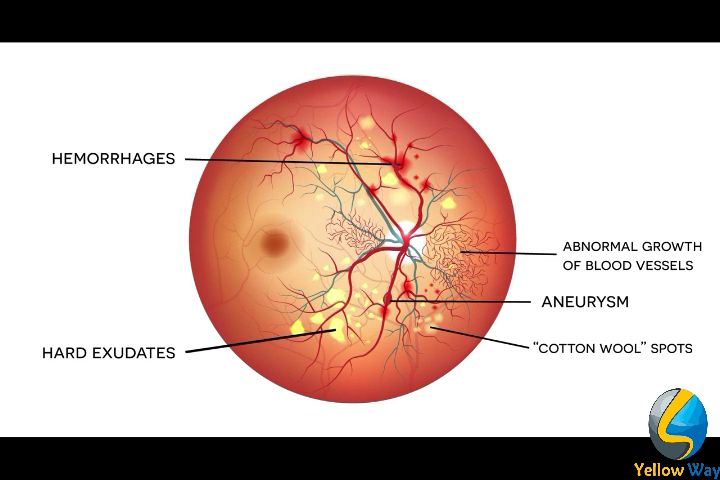 HEMORRHAGES
ABNORMAL GROWTH
OF BLOOD VESSELS
ANEURYSM
HARD EXUDATES
“COTTON WOOL” SPOTS
Yellow Way